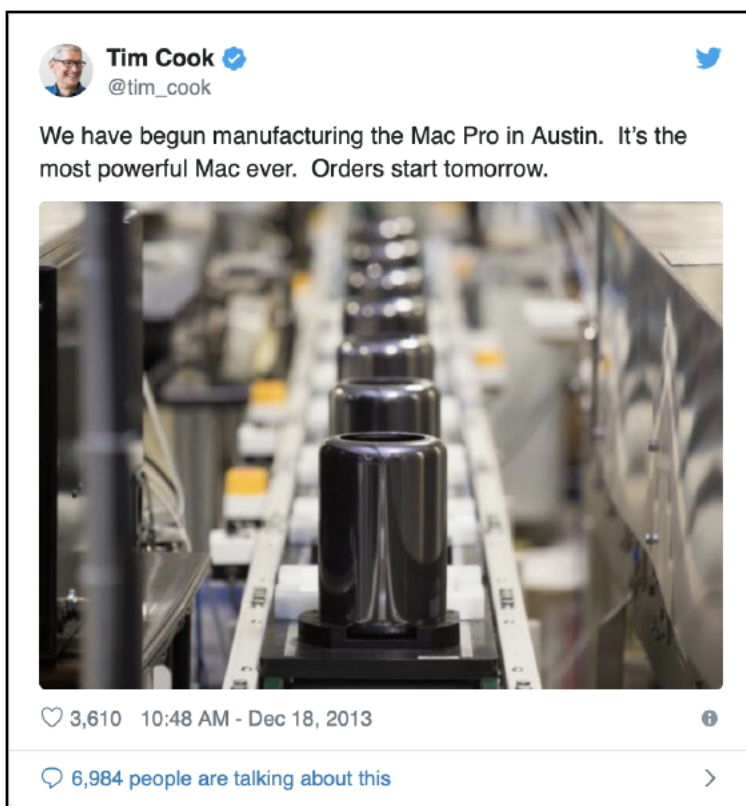 Tim Cook
@tim_cook
We have begun manufacturing the Mac Pro in Austin.  It’s the
most powerful Mac ever.  Orders start tomorrow.
3,610 10:48 AM - Dec 18, 2013
6,984 people are talking about this